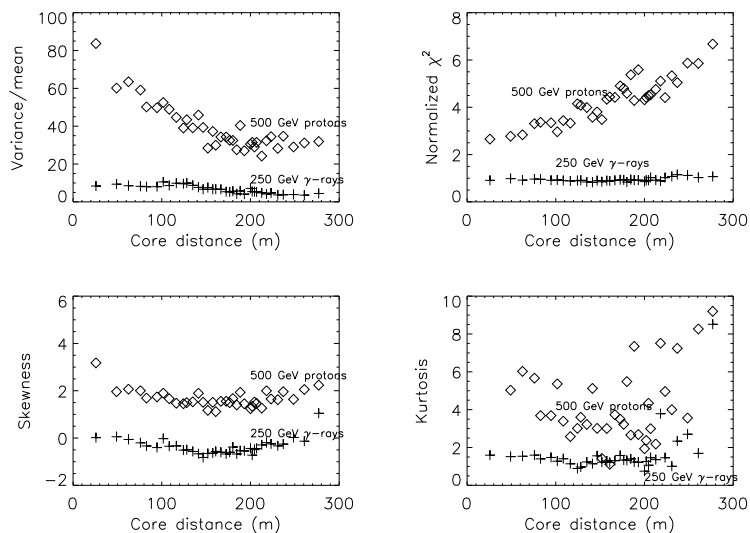 100
80
60
40
20
0
Variance/mean
500 GeV protons
250 GeV γ-rays
0 100 200 300
Core distance (m)
8
6
4
2
0
Normalized χ²
500 GeV protons
250 GeV γ-rays
0 100 200 300
Core distance (m)
6
4
2
0
−2
Skewness
500 GeV protons
250 GeV γ-rays
0 100 200 300
Core distance (m)
10
8
6
4
2
0
Kurtosis
500 GeV protons
250 GeV γ-rays
0 100 200 300
Core distance (m)